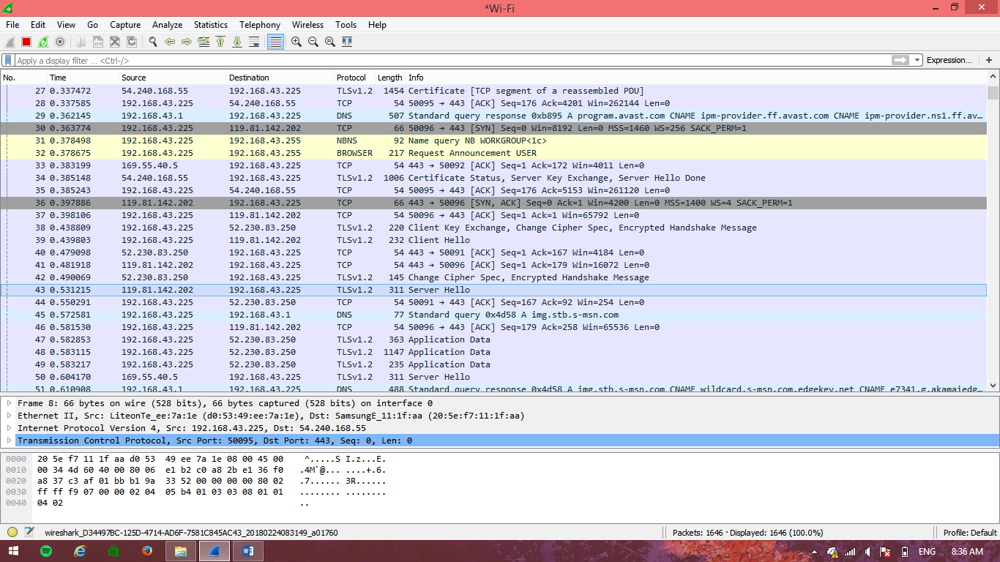 *Wi-Fi
File Edit View Go Capture Analyze Statistics Telephony Wireless Tools Help
Apply a display filter ... <Ctrl-/> Expression... +
No. Time Source Destination Protocol Length Info
27 0.337472 54.240.168.55 192.168.43.225 TLSv1.2 1454 Certificate [TCP segment of a reassembled PDU]
28 0.337585 192.168.43.225 54.240.168.55 TCP 54 50095 → 443 [ACK] Seq=176 Ack=4201 Win=262144 Len=0
29 0.362145 192.168.43.1 192.168.43.225 DNS 507 Standard query response 0xb895 A program.avast.com CNAME ipm-provider.ff.avast.com CNAME ipm-provider.ns1.ff.av…
30 0.363774 192.168.43.225 119.81.142.202 TCP 66 50096 → 443 [SYN] Seq=0 Win=8192 Len=0 MSS=1460 WS=256 SACK_PERM=1
31 0.378498 192.168.43.225 192.168.43.255 NBNS 92 Name query NB WORKGROUP<1c>
32 0.378675 192.168.43.225 192.168.43.255 BROWSER 217 Request Announcement USER
33 0.383199 169.55.40.5 192.168.43.225 TCP 54 443 → 50092 [ACK] Seq=1 Ack=172 Win=4011 Len=0
34 0.385148 54.240.168.55 192.168.43.225 TLSv1.2 1006 Certificate Status, Server Key Exchange, Server Hello Done
35 0.385243 192.168.43.225 54.240.168.55 TCP 54 50095 → 443 [ACK] Seq=176 Ack=5153 Win=261120 Len=0
36 0.397886 119.81.142.202 192.168.43.225 TCP 66 443 → 50096 [SYN, ACK] Seq=0 Ack=1 Win=4200 Len=0 MSS=1400 WS=4 SACK_PERM=1
37 0.398106 192.168.43.225 119.81.142.202 TCP 54 50096 → 443 [ACK] Seq=1 Ack=1 Win=65792 Len=0
38 0.438809 192.168.43.225 52.230.83.250 TLSv1.2 220 Client Key Exchange, Change Cipher Spec, Encrypted Handshake Message
39 0.439803 192.168.43.225 119.81.142.202 TLSv1.2 232 Client Hello
40 0.479098 52.230.83.250 192.168.43.225 TCP 54 443 → 50091 [ACK] Seq=1 Ack=167 Win=4184 Len=0
41 0.481918 119.81.142.202 192.168.43.225 TCP 54 443 → 50096 [ACK] Seq=1 Ack=179 Win=16072 Len=0
42 0.490069 52.230.83.250 192.168.43.225 TLSv1.2 145 Change Cipher Spec, Encrypted Handshake Message
43 0.531215 119.81.142.202 192.168.43.225 TLSv1.2 311 Server Hello
44 0.550291 192.168.43.225 52.230.83.250 TCP 54 50091 → 443 [ACK] Seq=167 Ack=92 Win=254 Len=0
45 0.572581 192.168.43.225 192.168.43.1 DNS 77 Standard query 0x4d58 A img.stb.s-msn.com
46 0.581530 192.168.43.225 119.81.142.202 TCP 54 50096 → 443 [ACK] Seq=179 Ack=258 Win=65536 Len=0
47 0.582853 192.168.43.225 52.230.83.250 TLSv1.2 363 Application Data
48 0.583115 192.168.43.225 52.230.83.250 TLSv1.2 1147 Application Data
49 0.583217 192.168.43.225 52.230.83.250 TLSv1.2 235 Application Data
50 0.604170 169.55.40.5 192.168.43.225 TLSv1.2 311 Server Hello
51 0.610908 192.168.43.1 192.168.43.225 DNS 488 Standard query response 0x4d58 A img.stb.s-msn.com CNAME wildcard.s-msn.com.edgekey.net CNAME e7341.g.akamaiedg…
Frame 8: 66 bytes on wire (528 bits), 66 bytes captured (528 bits) on interface 0
Ethernet II, Src: LiteonTe_ee:7a:1e (d0:53:49:ee:7a:1e), Dst: SamsungE_11:1f:aa (20:5e:f7:11:1f:aa)
Internet Protocol Version 4, Src: 192.168.43.225, Dst: 54.240.168.55
Transmission Control Protocol, Src Port: 50095, Dst Port: 443, Seq: 0, Len: 0
0000 20 5e f7 11 1f aa d0 53 49 ee 7a 1e 08 00 45 00 ^.....S I.z...E.
0010 00 34 4d 60 40 00 80 06 e1 b2 c0 a8 2b e1 36 f0 .4M`@... ....+.6.
0020 a8 37 c3 af 01 bb b1 9a 33 52 00 00 00 00 80 02 .7...... 3R......
0030 ff ff f9 07 00 00 02 04 05 b4 01 03 03 08 01 01 ........ ........
0040 04 02 ..
wireshark_D34497BC-125D-4714-AD6F-7581C845AC43_20180224083149_a01760 Packets: 1646 · Displayed: 1646 (100.0%) Profile: Default
ENG 8:36 AM